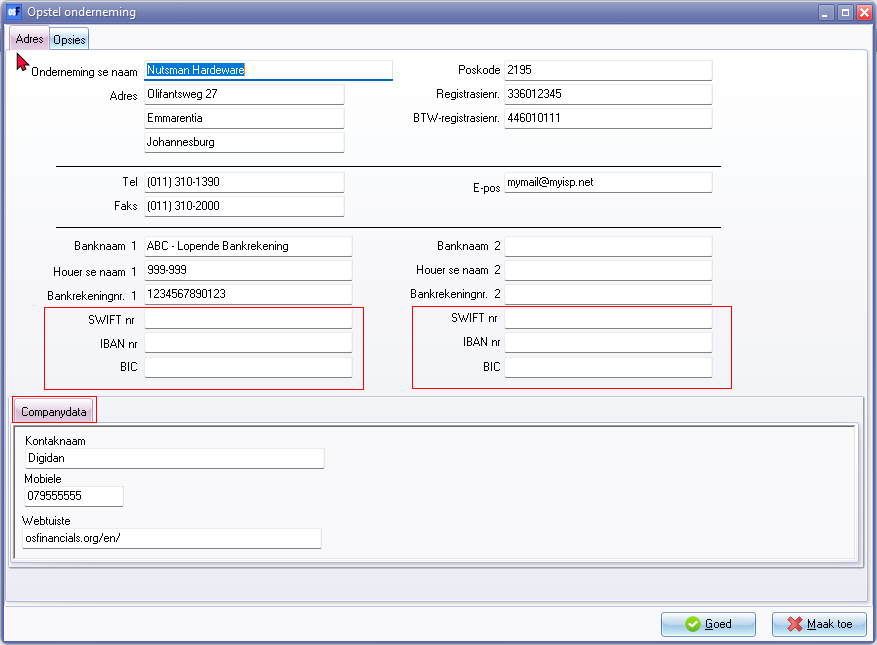 Opstel onderneming
Adres Opsies
Onderneming se naam Nutsman Hardeware
Adres Olifantsweg 27
Emmarentia
Johannesburg
Poskode 2195
Registrasienr. 336012345
BTW-registrasienr. 446010111
Tel (011) 310-1390
Faks (011) 310-2000
E-pos mymail@myisp.net
Banknaam 1 ABC - Lopende Bankrekening
Houer se naam 1 999-999
Bankrekeningnr. 1 1234567890123
SWIFT nr
IBAN nr
BIC
Banknaam 2
Houer se naam 2
Bankrekeningnr. 2
SWIFT nr
IBAN nr
BIC
Companydata
Kontaknaam
Digidan
Mobiele
079555555
Webtuiste
osfinancials.org/en/
Goed Maak toe